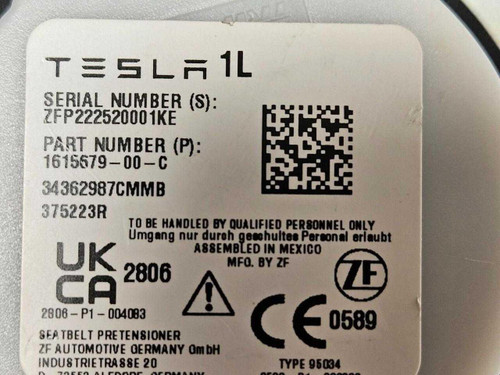 TESLA 1L
SERIAL NUMBER (S):
ZFP222520001KE
PART NUMBER (P):
1615679-00-C
34362987CMMB
375223R
TO BE HANDLED BY QUALIFIED PERSONNEL ONLY
Umgang nur durch geschultes Personal erlaubt
ASSEMBLED IN MEXICO
MFG. BY ZF
UK
CA
2806
ZF
2806-P1-004083
CE 0589
SEATBELT PRETENSIONER
ZF AUTOMOTIVE GERMANY GmbH
INDUSTRIETRASSE 20
TYPE 95034